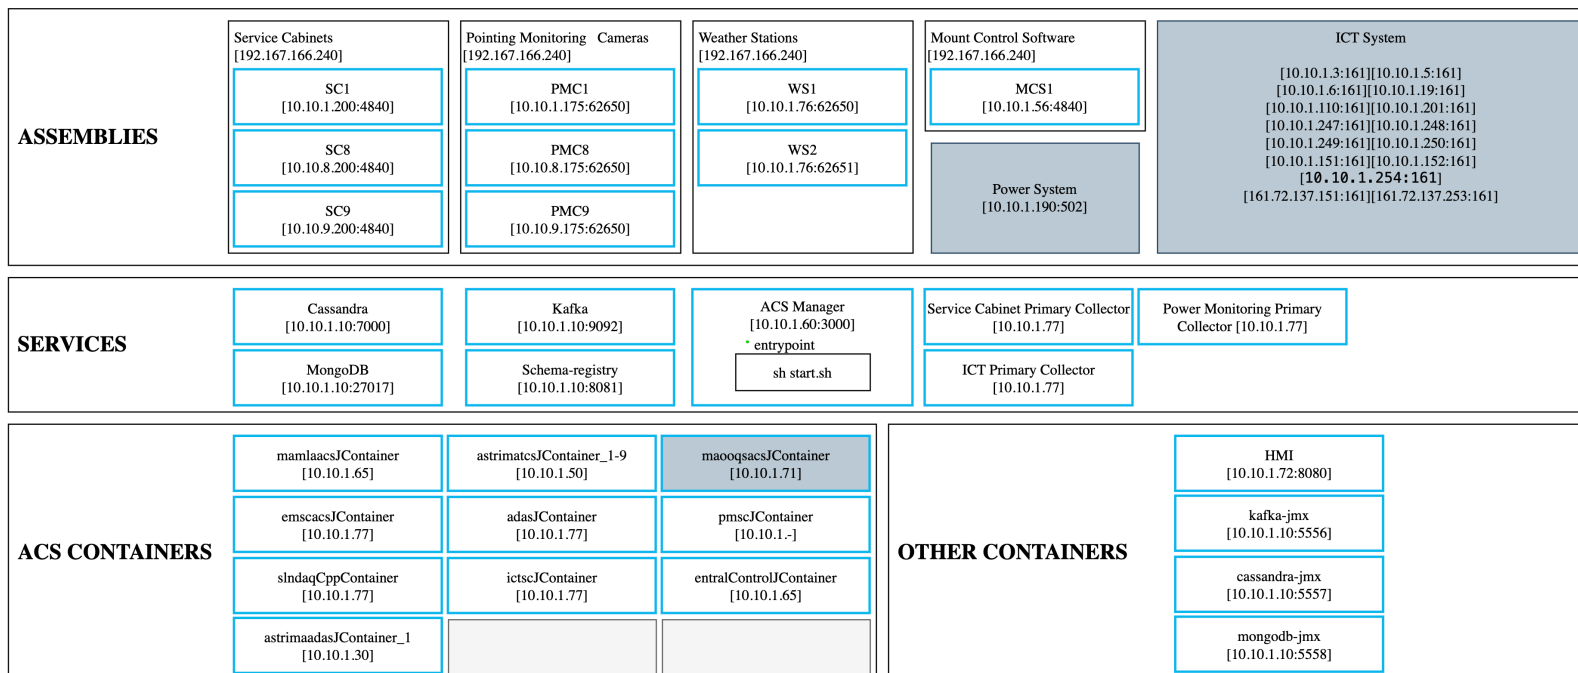 ASSEMBLIES
Service Cabinets
[192.167.166.240]
SC1
[10.10.1.200:4840]
SC8
[10.10.8.200:4840]
SC9
[10.10.9.200:4840]
Pointing Monitoring Cameras
[192.167.166.240]
PMC1
[10.10.1.175:62650]
PMC8
[10.10.8.175:62650]
PMC9
[10.10.9.175:62650]
Weather Stations
[192.167.166.240]
WS1
[10.10.1.76:62650]
WS2
[10.10.1.76:62651]
Mount Control Software
[192.167.166.240]
MCS1
[10.10.1.56:4840]
Power System
[10.10.1.190:502]
ICT System
[10.10.1.3:161][10.10.1.5:161]
[10.10.1.6:161][10.10.1.19:161]
[10.10.1.110:161][10.10.1.201:161]
[10.10.1.247:161][10.10.1.248:161]
[10.10.1.249:161][10.10.1.250:161]
[10.10.1.151:161][10.10.1.152:161]
[10.10.1.254:161]
[161.72.137.151:161][161.72.137.253:161]
SERVICES
Cassandra
[10.10.1.10:7000]
MongoDB
[10.10.1.10:27017]
Kafka
[10.10.1.10:9092]
Schema-registry
[10.10.1.10:8081]
ACS Manager
[10.10.1.60:3000]
entrypoint
sh start.sh
Service Cabinet Primary Collector
[10.10.1.77]
ICT Primary Collector
[10.10.1.77]
Power Monitoring Primary
Collector [10.10.1.77]
ACS CONTAINERS
mamlaacsJContainer
[10.10.1.65]
astrimatcsJContainer_1-9
[10.10.1.50]
maooqsacsJContainer
[10.10.1.71]
emscacsJContainer
[10.10.1.77]
adasJContainer
[10.10.1.77]
pmscJContainer
[10.10.1.-]
slndaqCppContainer
[10.10.1.77]
ictscJContainer
[10.10.1.77]
entralControlJContainer
[10.10.1.65]
astrimaadasJContainer_1
[10.10.1.30]
OTHER CONTAINERS
HMI
[10.10.1.72:8080]
kafka-jmx
[10.10.1.10:5556]
cassandra-jmx
[10.10.1.10:5557]
mongodb-jmx
[10.10.1.10:5558]